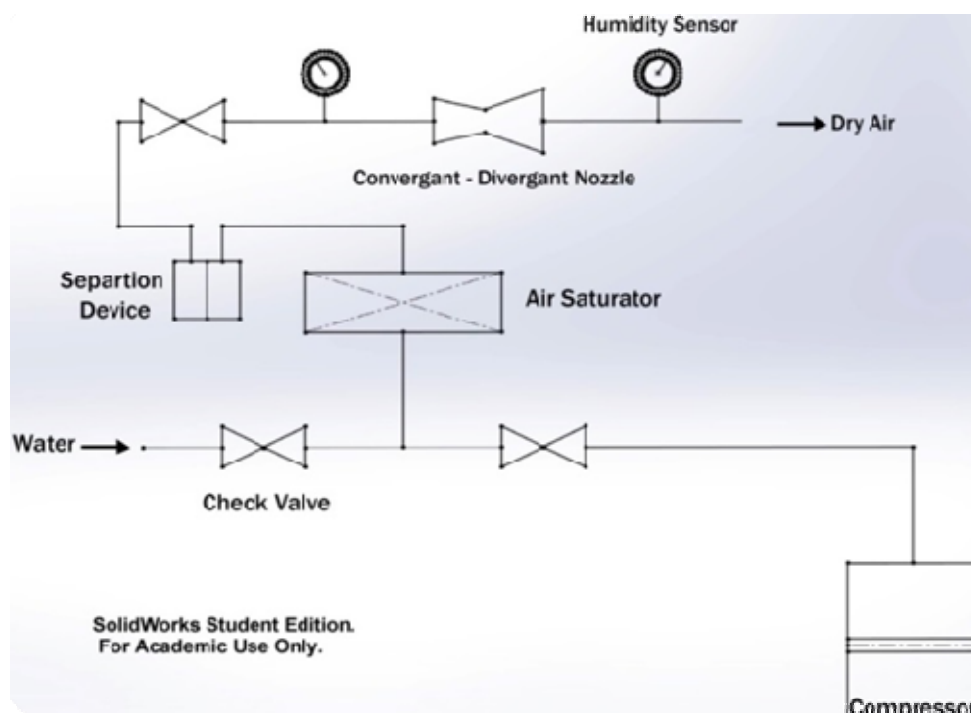 Humidity Sensor
Dry Air
Convergant - Divergant Nozzle
Separtion
Device
Air Saturator
Water
Check Valve
SolidWorks Student Edition.
For Academic Use Only.
Compressor